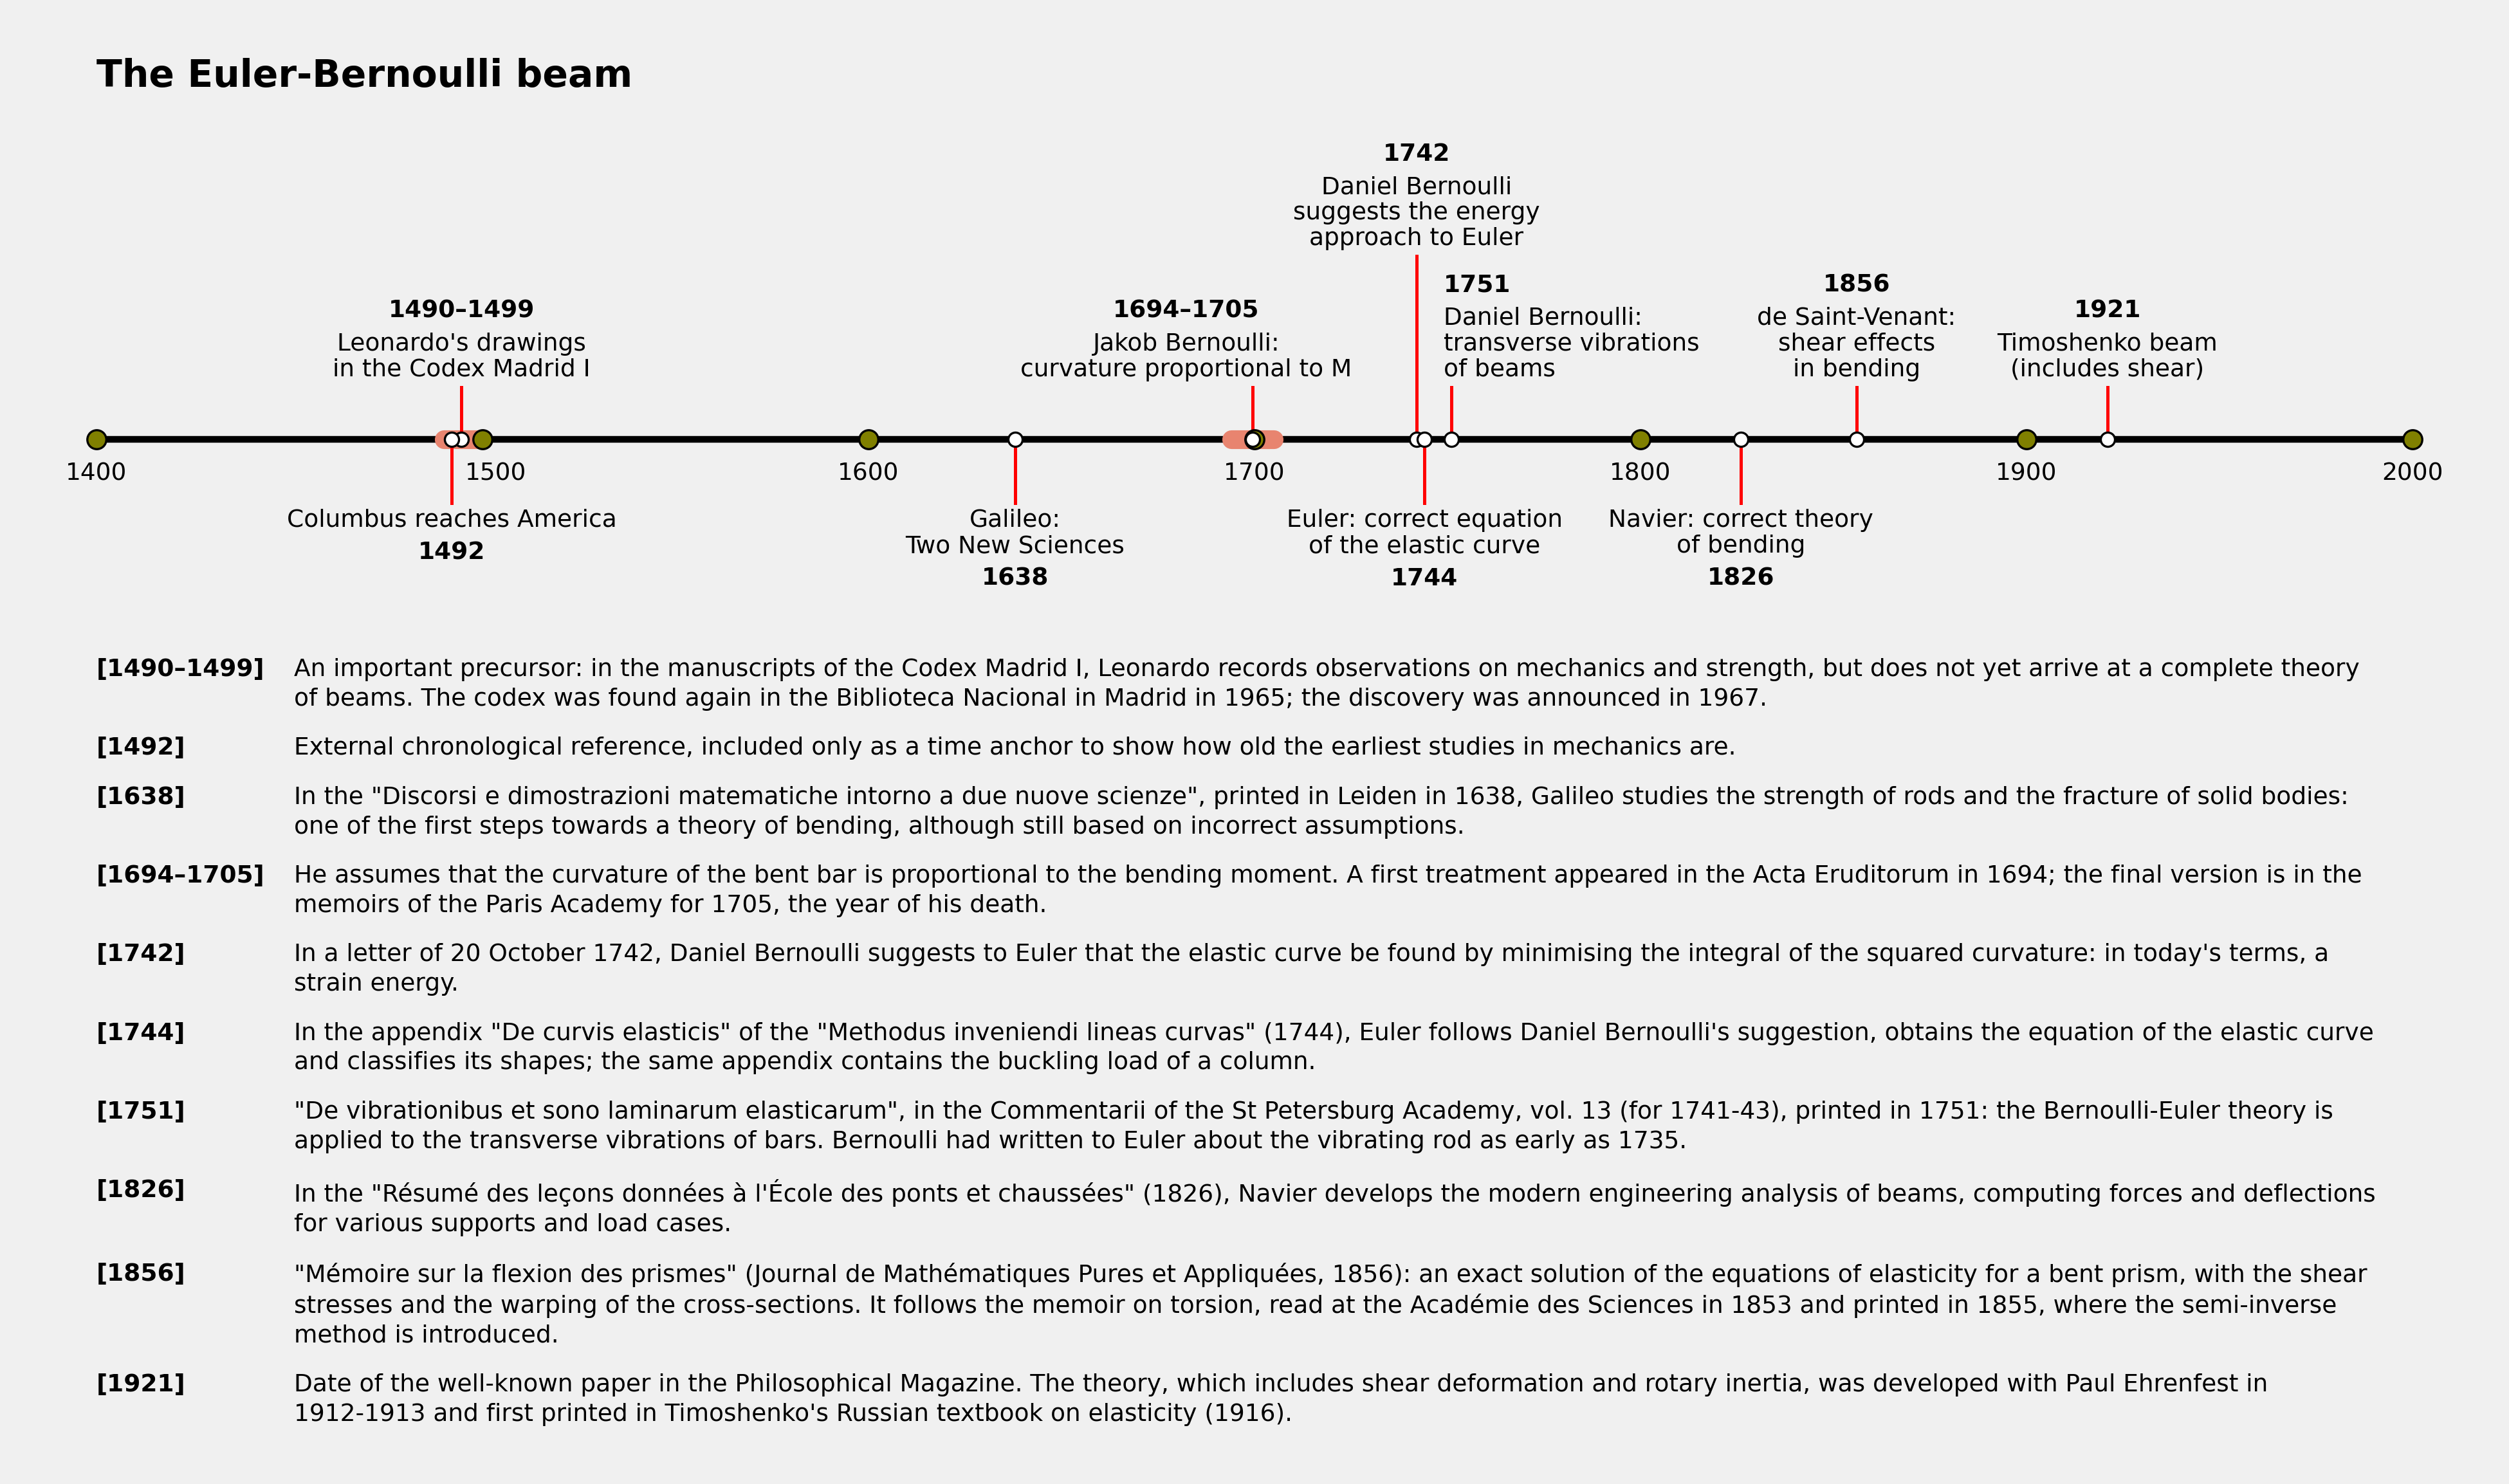 The Euler-Bernoulli beam
1742
Daniel Bernoulli
suggests the energy
approach to Euler
1751
Daniel Bernoulli:
transverse vibrations
of beams
1856
de Saint-Venant:
shear effects
in bending
1490–1499
Leonardo's drawings
in the Codex Madrid I
1694–1705
Jakob Bernoulli:
curvature proportional to M
1921
Timoshenko beam
(includes shear)
1400
1500
1600
1700
1800
1900
2000
Columbus reaches America
1492
Galileo:
Two New Sciences
1638
Euler: correct equation
of the elastic curve
1744
Navier: correct theory
of bending
1826
[1490–1499] An important precursor: in the manuscripts of the Codex Madrid I, Leonardo records observations on mechanics and strength, but does not yet arrive at a complete theory
of beams. The codex was found again in the Biblioteca Nacional in Madrid in 1965; the discovery was announced in 1967.
[1492] External chronological reference, included only as a time anchor to show how old the earliest studies in mechanics are.
[1638] In the "Discorsi e dimostrazioni matematiche intorno a due nuove scienze", printed in Leiden in 1638, Galileo studies the strength of rods and the fracture of solid bodies:
one of the first steps towards a theory of bending, although still based on incorrect assumptions.
[1694–1705] He assumes that the curvature of the bent bar is proportional to the bending moment. A first treatment appeared in the Acta Eruditorum in 1694; the final version is in the
memoirs of the Paris Academy for 1705, the year of his death.
[1742] In a letter of 20 October 1742, Daniel Bernoulli suggests to Euler that the elastic curve be found by minimising the integral of the squared curvature: in today's terms, a
strain energy.
[1744] In the appendix "De curvis elasticis" of the "Methodus inveniendi lineas curvas" (1744), Euler follows Daniel Bernoulli's suggestion, obtains the equation of the elastic curve
and classifies its shapes; the same appendix contains the buckling load of a column.
[1751] "De vibrationibus et sono laminarum elasticarum", in the Commentarii of the St Petersburg Academy, vol. 13 (for 1741-43), printed in 1751: the Bernoulli-Euler theory is
applied to the transverse vibrations of bars. Bernoulli had written to Euler about the vibrating rod as early as 1735.
[1826] In the "Résumé des leçons données à l'École des ponts et chaussées" (1826), Navier develops the modern engineering analysis of beams, computing forces and deflections
for various supports and load cases.
[1856] "Mémoire sur la flexion des prismes" (Journal de Mathématiques Pures et Appliquées, 1856): an exact solution of the equations of elasticity for a bent prism, with the shear
stresses and the warping of the cross-sections. It follows the memoir on torsion, read at the Académie des Sciences in 1853 and printed in 1855, where the semi-inverse
method is introduced.
[1921] Date of the well-known paper in the Philosophical Magazine. The theory, which includes shear deformation and rotary inertia, was developed with Paul Ehrenfest in
1912-1913 and first printed in Timoshenko's Russian textbook on elasticity (1916).